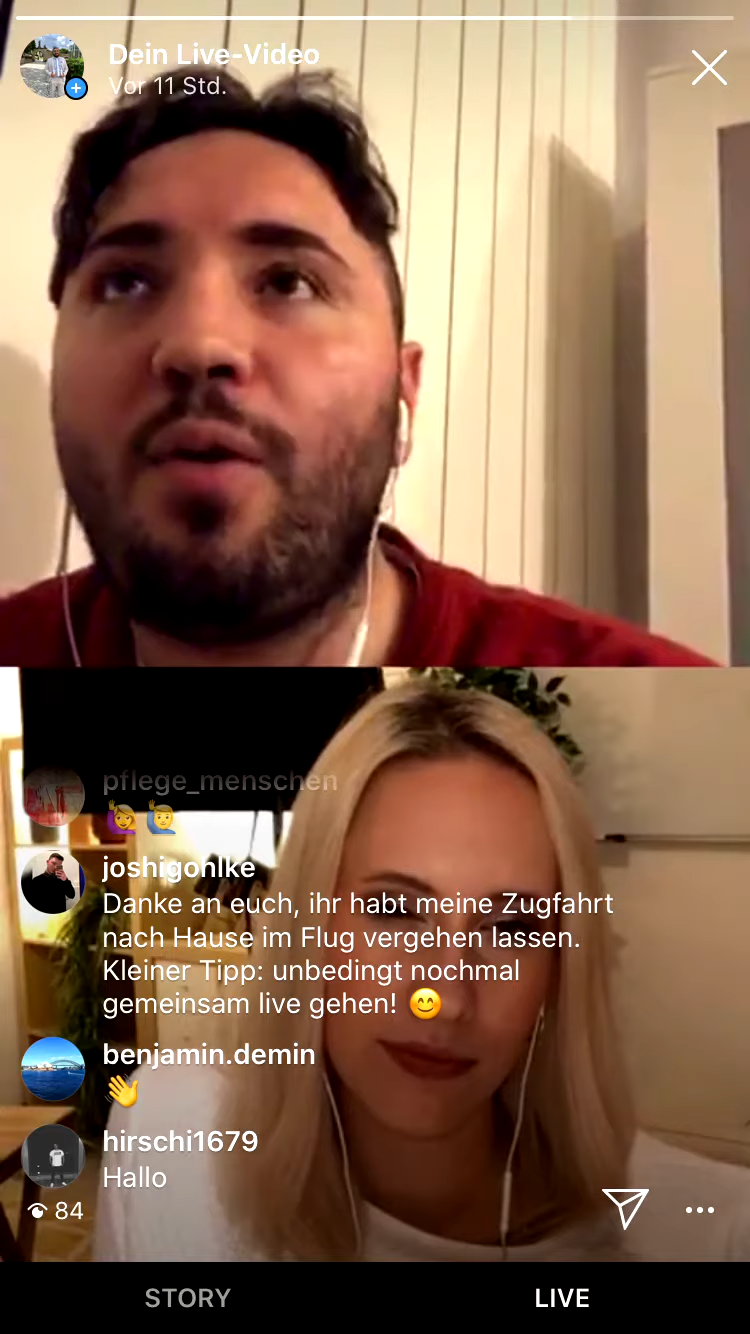 Dein Live-Video
Vor 11 Std.
pflege_menschen
🙋‍♀️🙋‍♂️
joshigohlke
Danke an euch, ihr habt meine Zugfahrt
nach Hause im Flug vergehen lassen.
Kleiner Tipp: unbedingt nochmal
gemeinsam live gehen! 😊
benjamin.demin
👋
hirschi1679
Hallo
84
STORY
LIVE